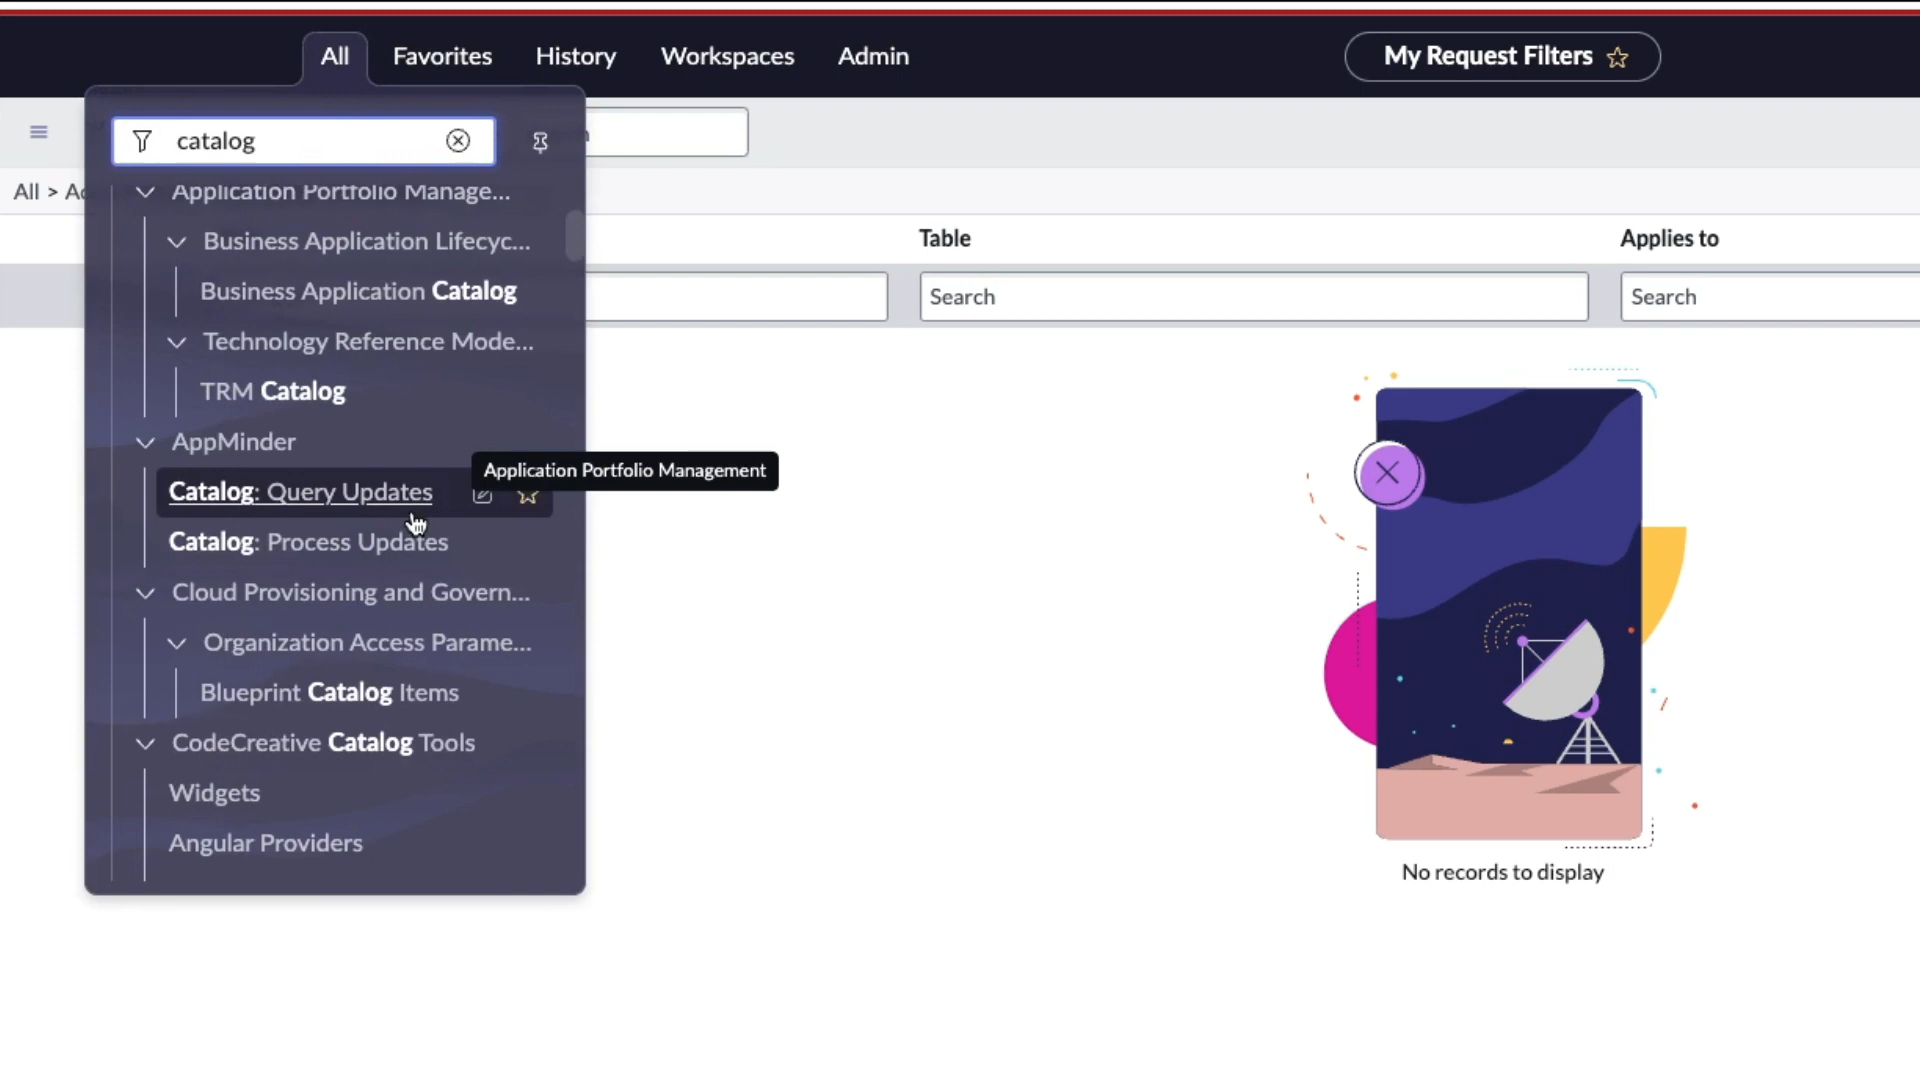 All
Favorites
History
Workspaces
Admin
My Request Filters
catalog
All >
Application Portfolio Manage...
Business Application Lifecyc...
Business Application Catalog
Technology Reference Mode...
TRM Catalog
AppMinder
Application Portfolio Management
Catalog: Query Updates
Catalog: Process Updates
Cloud Provisioning and Govern...
Organization Access Parame...
Blueprint Catalog Items
CodeCreative Catalog Tools
Widgets
Angular Providers
Table
Applies to
Search
Search
No records to display